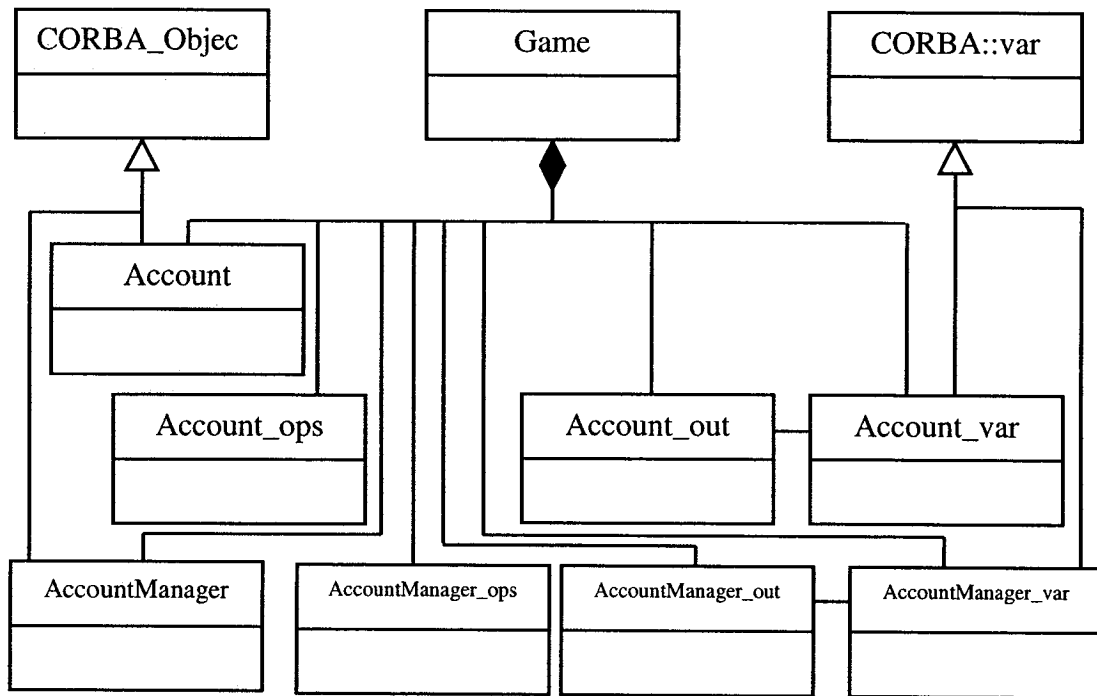 CORBA_Objec
Game
CORBA::var
Account
Account_ops
Account_out
Account_var
AccountManager
AccountManager_ops
AccountManager_out
AccountManager_var